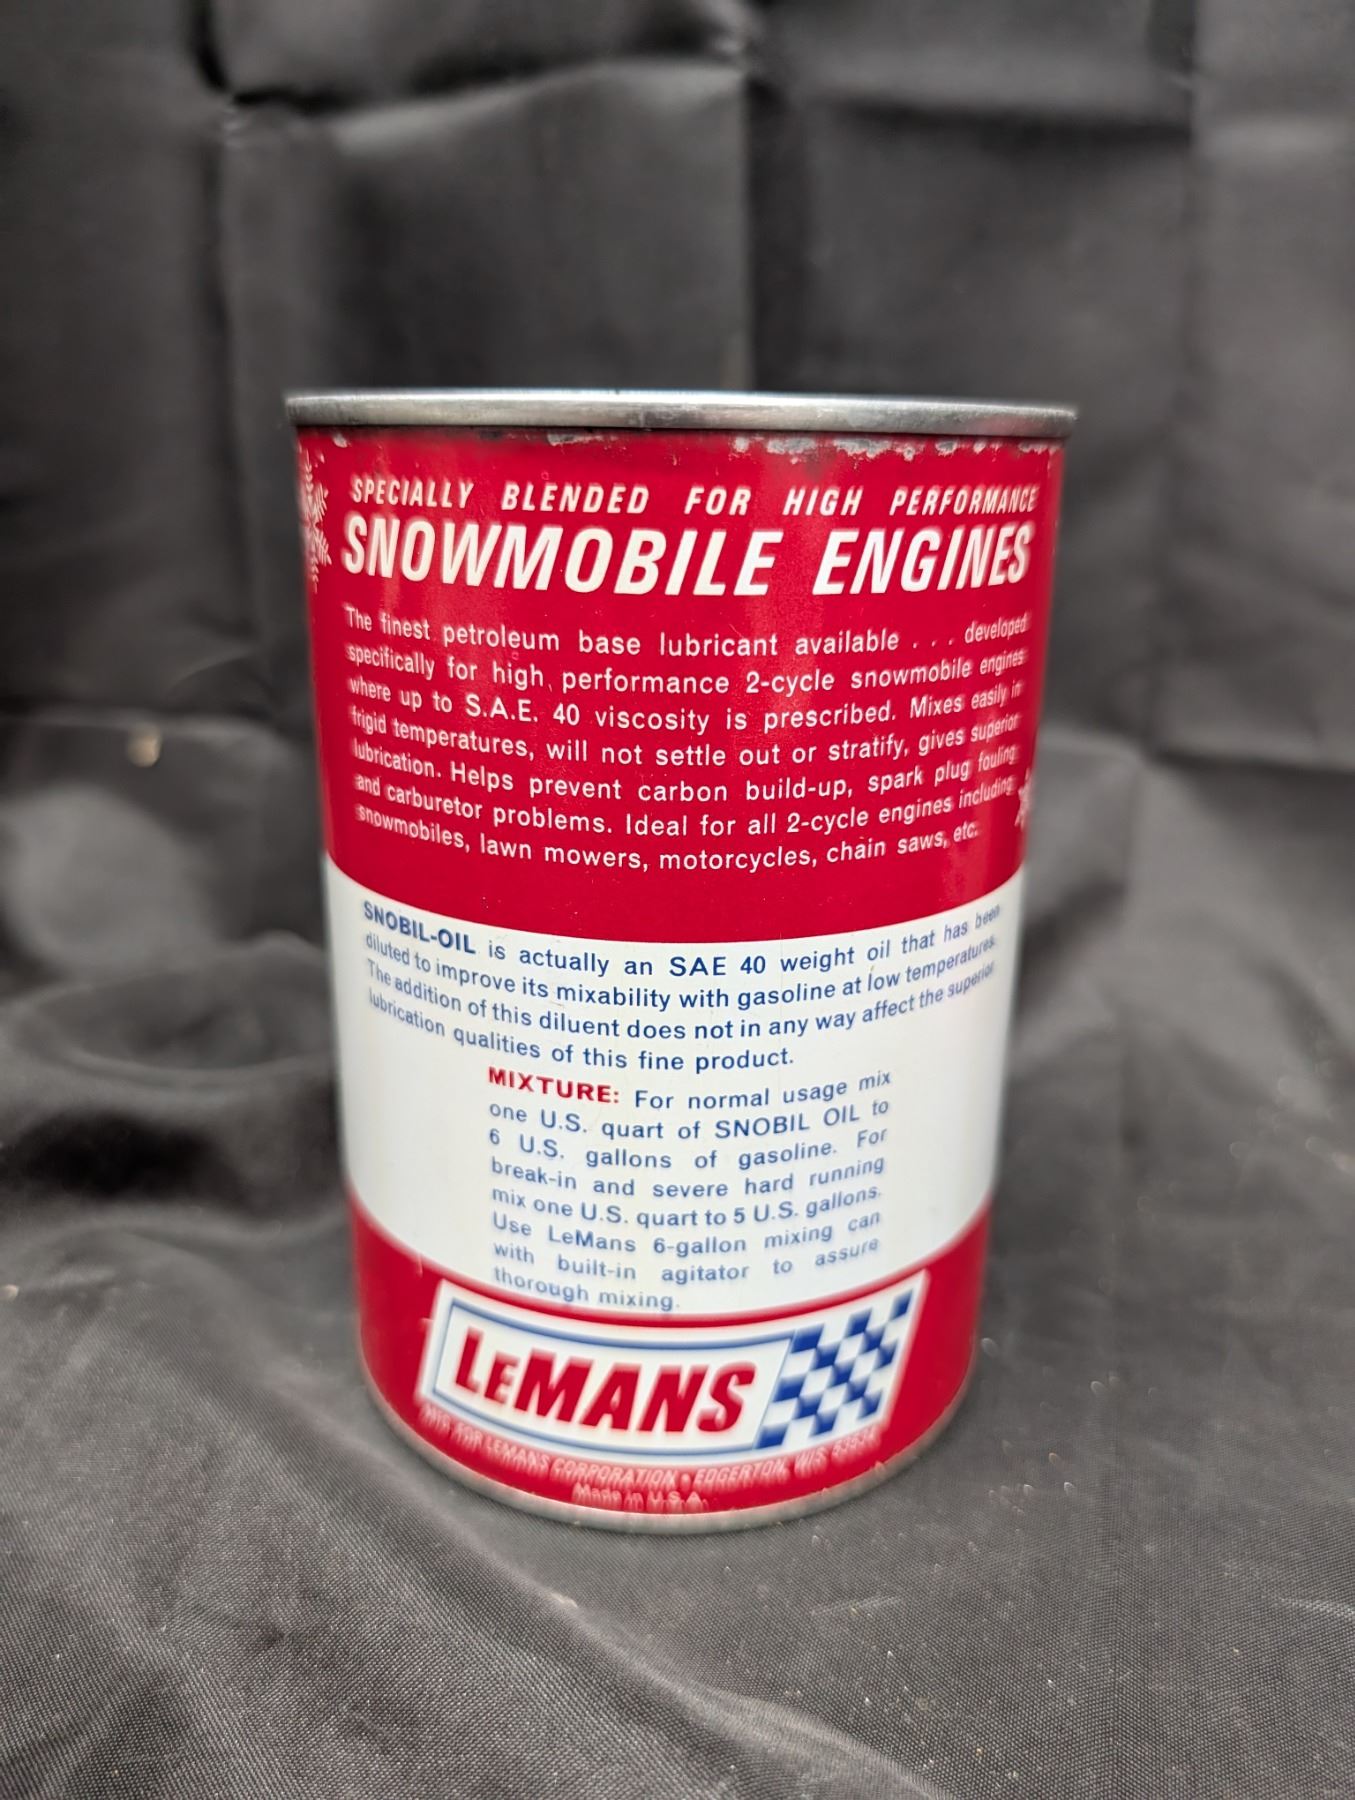 SPECIALLY BLENDED FOR HIGH PERFORMANCE
SNOWMOBILE ENGINES
The finest petroleum base lubricant available . . . developed
specifically for high performance 2-cycle snowmobile engines
where up to S.A.E. 40 viscosity is prescribed. Mixes easily in
frigid temperatures, will not settle out or stratify, gives superior
lubrication. Helps prevent carbon build-up, spark plug fouling
and carburetor problems. Ideal for all 2-cycle engines including
snowmobiles, lawn mowers, motorcycles, chain saws, etc.
SNOBIL-OIL is actually an SAE 40 weight oil that has been
diluted to improve its mixability with gasoline at low temperatures.
The addition of this diluent does not in any way affect the superior
lubrication qualities of this fine product.
MIXTURE: For normal usage mix
one U.S. quart of SNOBIL OIL to
6 U.S. gallons of gasoline. For
break-in and severe hard running
mix one U.S. quart to 5 U.S. gallons.
Use LeMans 6-gallon mixing can
with built-in agitator to assure
thorough mixing.
LEMANS
MFR. FOR LEMANS CORPORATION • EDGERTON, WIS 53534
Made in U.S.A.